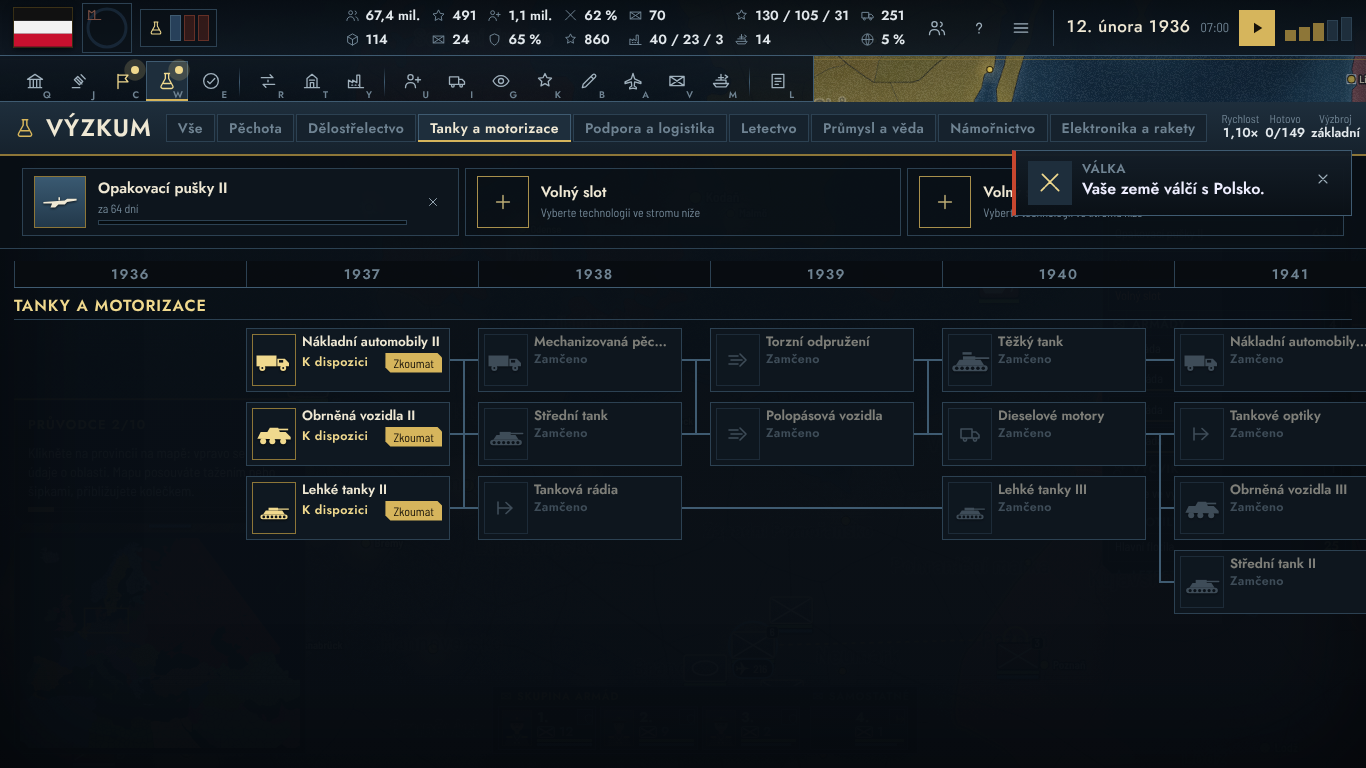 67,4 mil. 491 1,1 mil. 62 % 70 130 / 105 / 31 251
114 24 65 % 860 40 / 23 / 3 14 5 %
?
12. února 1936 07:00
Q J C W E R T Y U I G K B A V M L
VÝZKUM
Vše
Pěchota
Dělostřelectvo
Tanky a motorizace
Podpora a logistika
Letectvo
Průmysl a věda
Námořnictvo
Elektronika a rakety
Rychlost Hotovo Výzbroj
1,10× 0/149 základní
VÁLKA
Vaše země válčí s Polsko.
Opakovací pušky II
za 64 dní
Volný slot
Vyberte technologii ve stromu níže
1936 1937 1938 1939 1940 1941
TANKY A MOTORIZACE
Nákladní automobily II
K dispozici Zkoumat
Mechanizovaná pěc...
Zamčeno
Torzní odpružení
Zamčeno
Těžký tank
Zamčeno
Nákladní automobily...
Zamčeno
Obrněná vozidla II
K dispozici Zkoumat
Střední tank
Zamčeno
Polopásová vozidla
Zamčeno
Dieselové motory
Zamčeno
Tankové optiky
Zamčeno
Lehké tanky II
K dispozici Zkoumat
Tanková rádia
Zamčeno
Lehké tanky III
Zamčeno
Obrněná vozidla III
Zamčeno
Střední tank II
Zamčeno